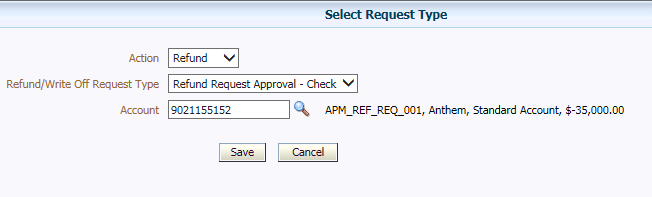 Select Request Type
Action Refund
Refund/Write Off Request Type Refund Request Approval - Check
Account 9021155152 APM_REF_REQ_001, Anthem, Standard Account, $-35,000.00
Save Cancel